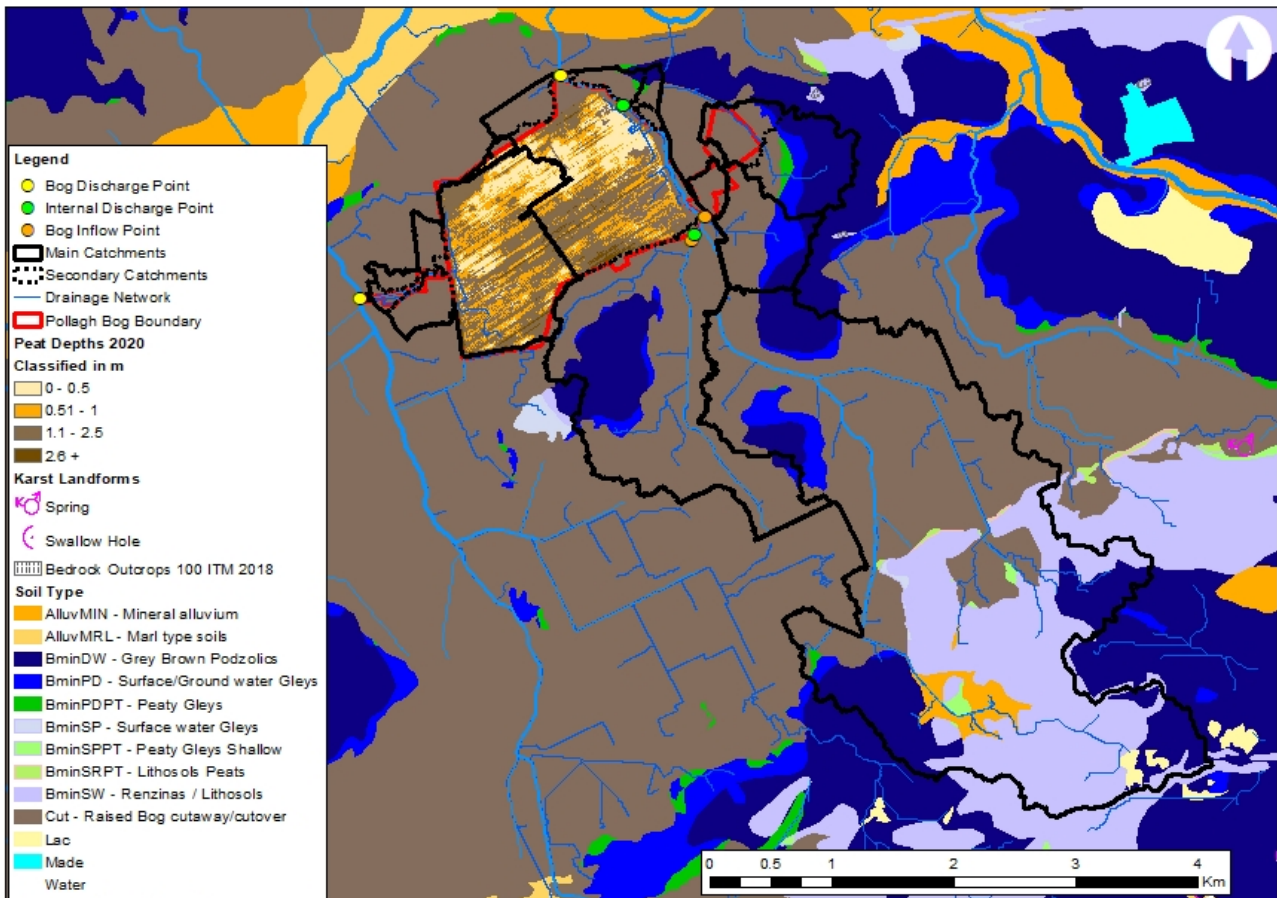 Legend
Bog Discharge Point
Internal Discharge Point
Bog Inflow Point
Main Catchments
Secondary Catchments
Drainage Network
Pollagh Bog Boundary
Peat Depths 2020
Classified in m
0 - 0.5
0.51 - 1
1.1 - 2.5
2.6 +
Karst Landforms
Spring
Swallow Hole
Bedrock Outcrops 100 ITM 2018
Soil Type
AlluvMIN - Mineral alluvium
AlluvMRL - Marl type soils
BminDW - Grey Brown Podzolics
BminPD - Surface/Ground water Gleys
BminPDPT - Peaty Gleys
BminSP - Surface water Gleys
BminSPPT - Peaty Gleys Shallow
BminSRPT - Lithosols Peats
BminSW - Renzinas / Lithosols
Cut - Raised Bog cutaway/cutover
Lac
Made
Water
0 0.5 1 2 3 4
Km